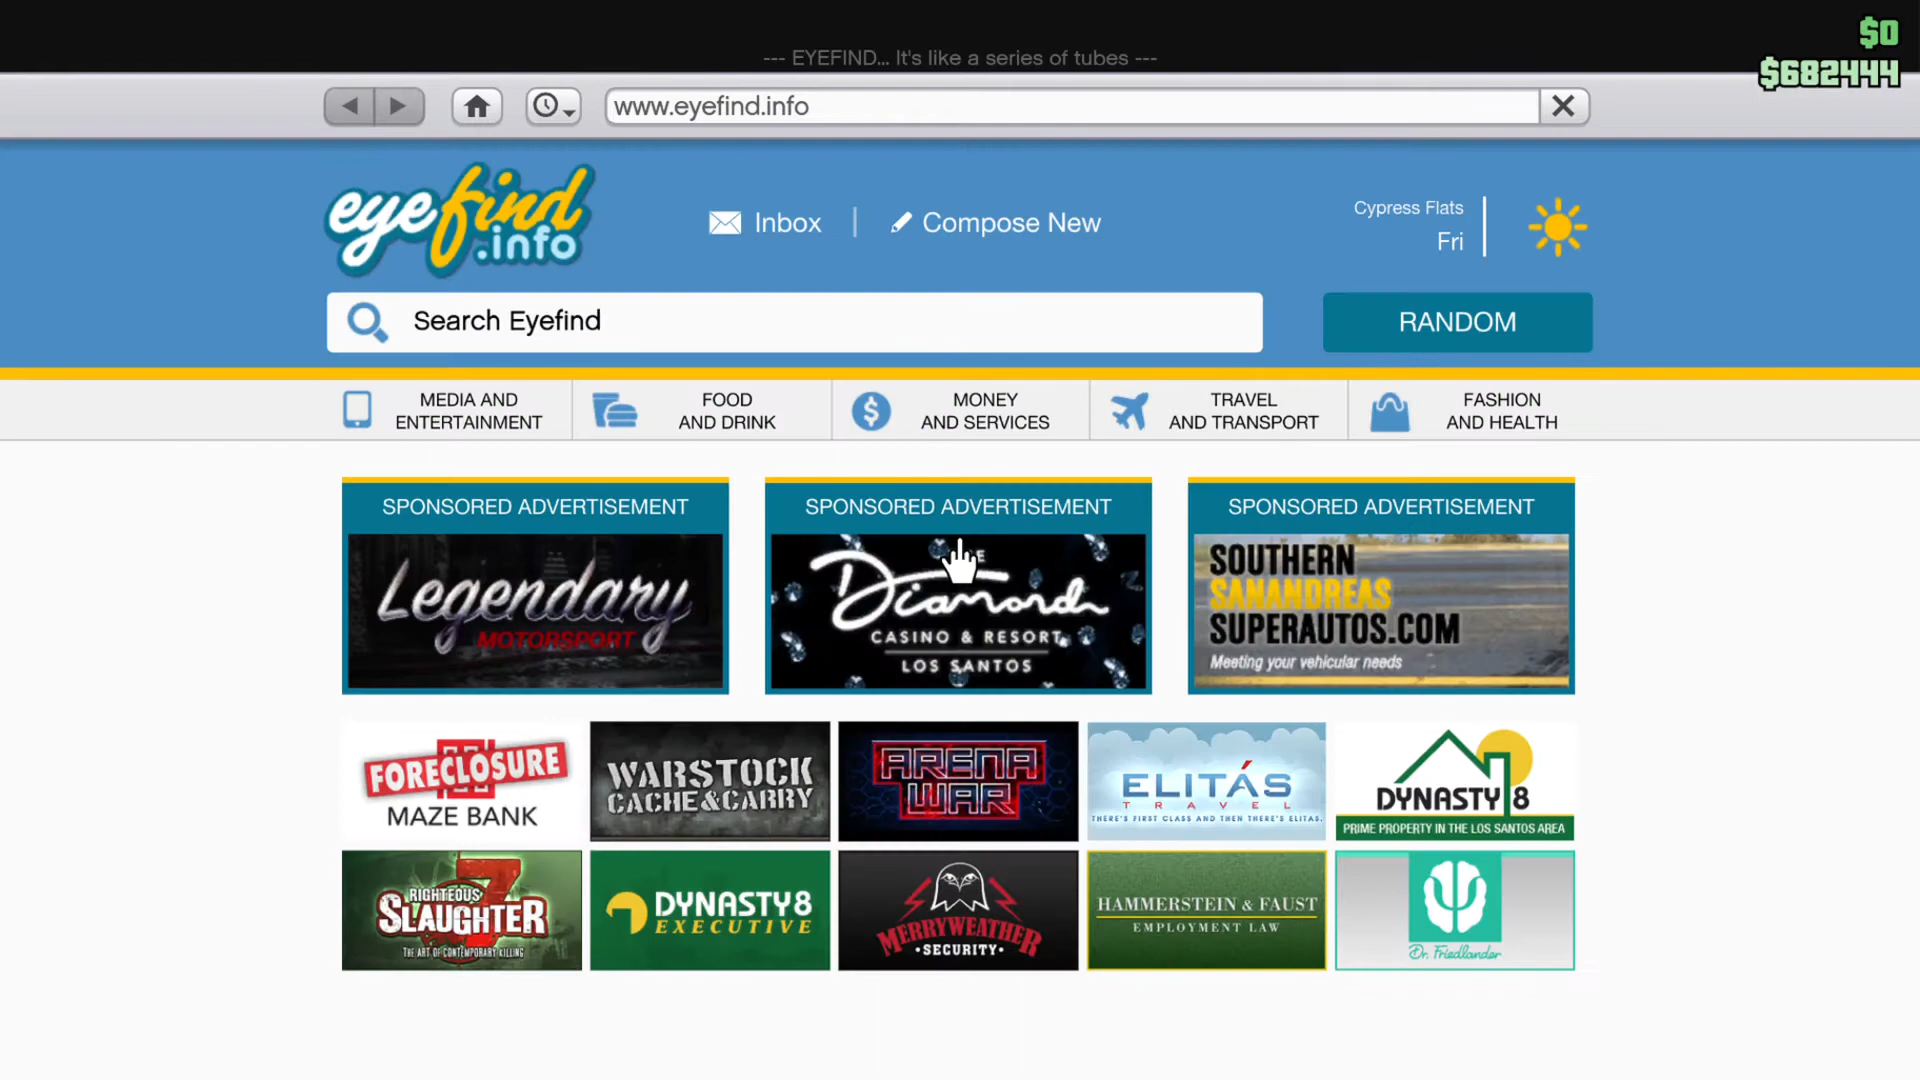 $0
--- EYEFIND... It's like a series of tubes ---
$682444
www.eyefind.info
eyefind
.info
Inbox
Compose New
Cypress Flats
Fri
Search Eyefind
RANDOM
MEDIA AND
ENTERTAINMENT
FOOD
AND DRINK
MONEY
AND SERVICES
TRAVEL
AND TRANSPORT
FASHION
AND HEALTH
SPONSORED ADVERTISEMENT
Legendary
MOTORSPORT
SPONSORED ADVERTISEMENT
Diamond
CASINO & RESORT
LOS SANTOS
SPONSORED ADVERTISEMENT
SOUTHERN
SANANDREAS
SUPERAUTOS.COM
Meeting your vehicular needs
FORECLOSURE
MAZE BANK
WARSTOCK
CACHE&CARRY
ARENA
WAR
ELITÁS
TRAVEL
THERE'S FIRST CLASS AND THEN THERE'S ELITAS.
DYNASTY 8
PRIME PROPERTY IN THE LOS SANTOS AREA
RIGHTEOUS
SLAUGHTER
7
THE ART OF CONTEMPORARY KILLING
DYNASTY8
EXECUTIVE
MERRYWEATHER
•SECURITY•
HAMMERSTEIN & FAUST
EMPLOYMENT LAW
Dr. Friedlander